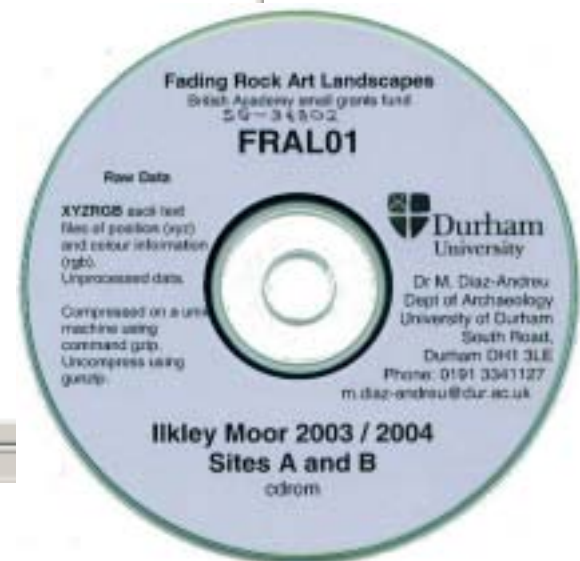 Fading Rock Art Landscapes
British Academy small grants fund
SG-34802
FRAL01
Raw Data
XYZRGB ascii text
files of position (xyz)
and colour information
(rgb).
Unprocessed data.
Compressed on a
machine using
command gzip.
Uncompress using
gunzip.
Durham
University
Dr M. Diaz-Andreu
Dept of Archaeology
University of Durham
South Road,
Durham DH1 3LE
Phone: 0191 3341127
m.diaz-andreu@dur.ac.uk
Ilkley Moor 2003 / 2004
Sites A and B
cdrom